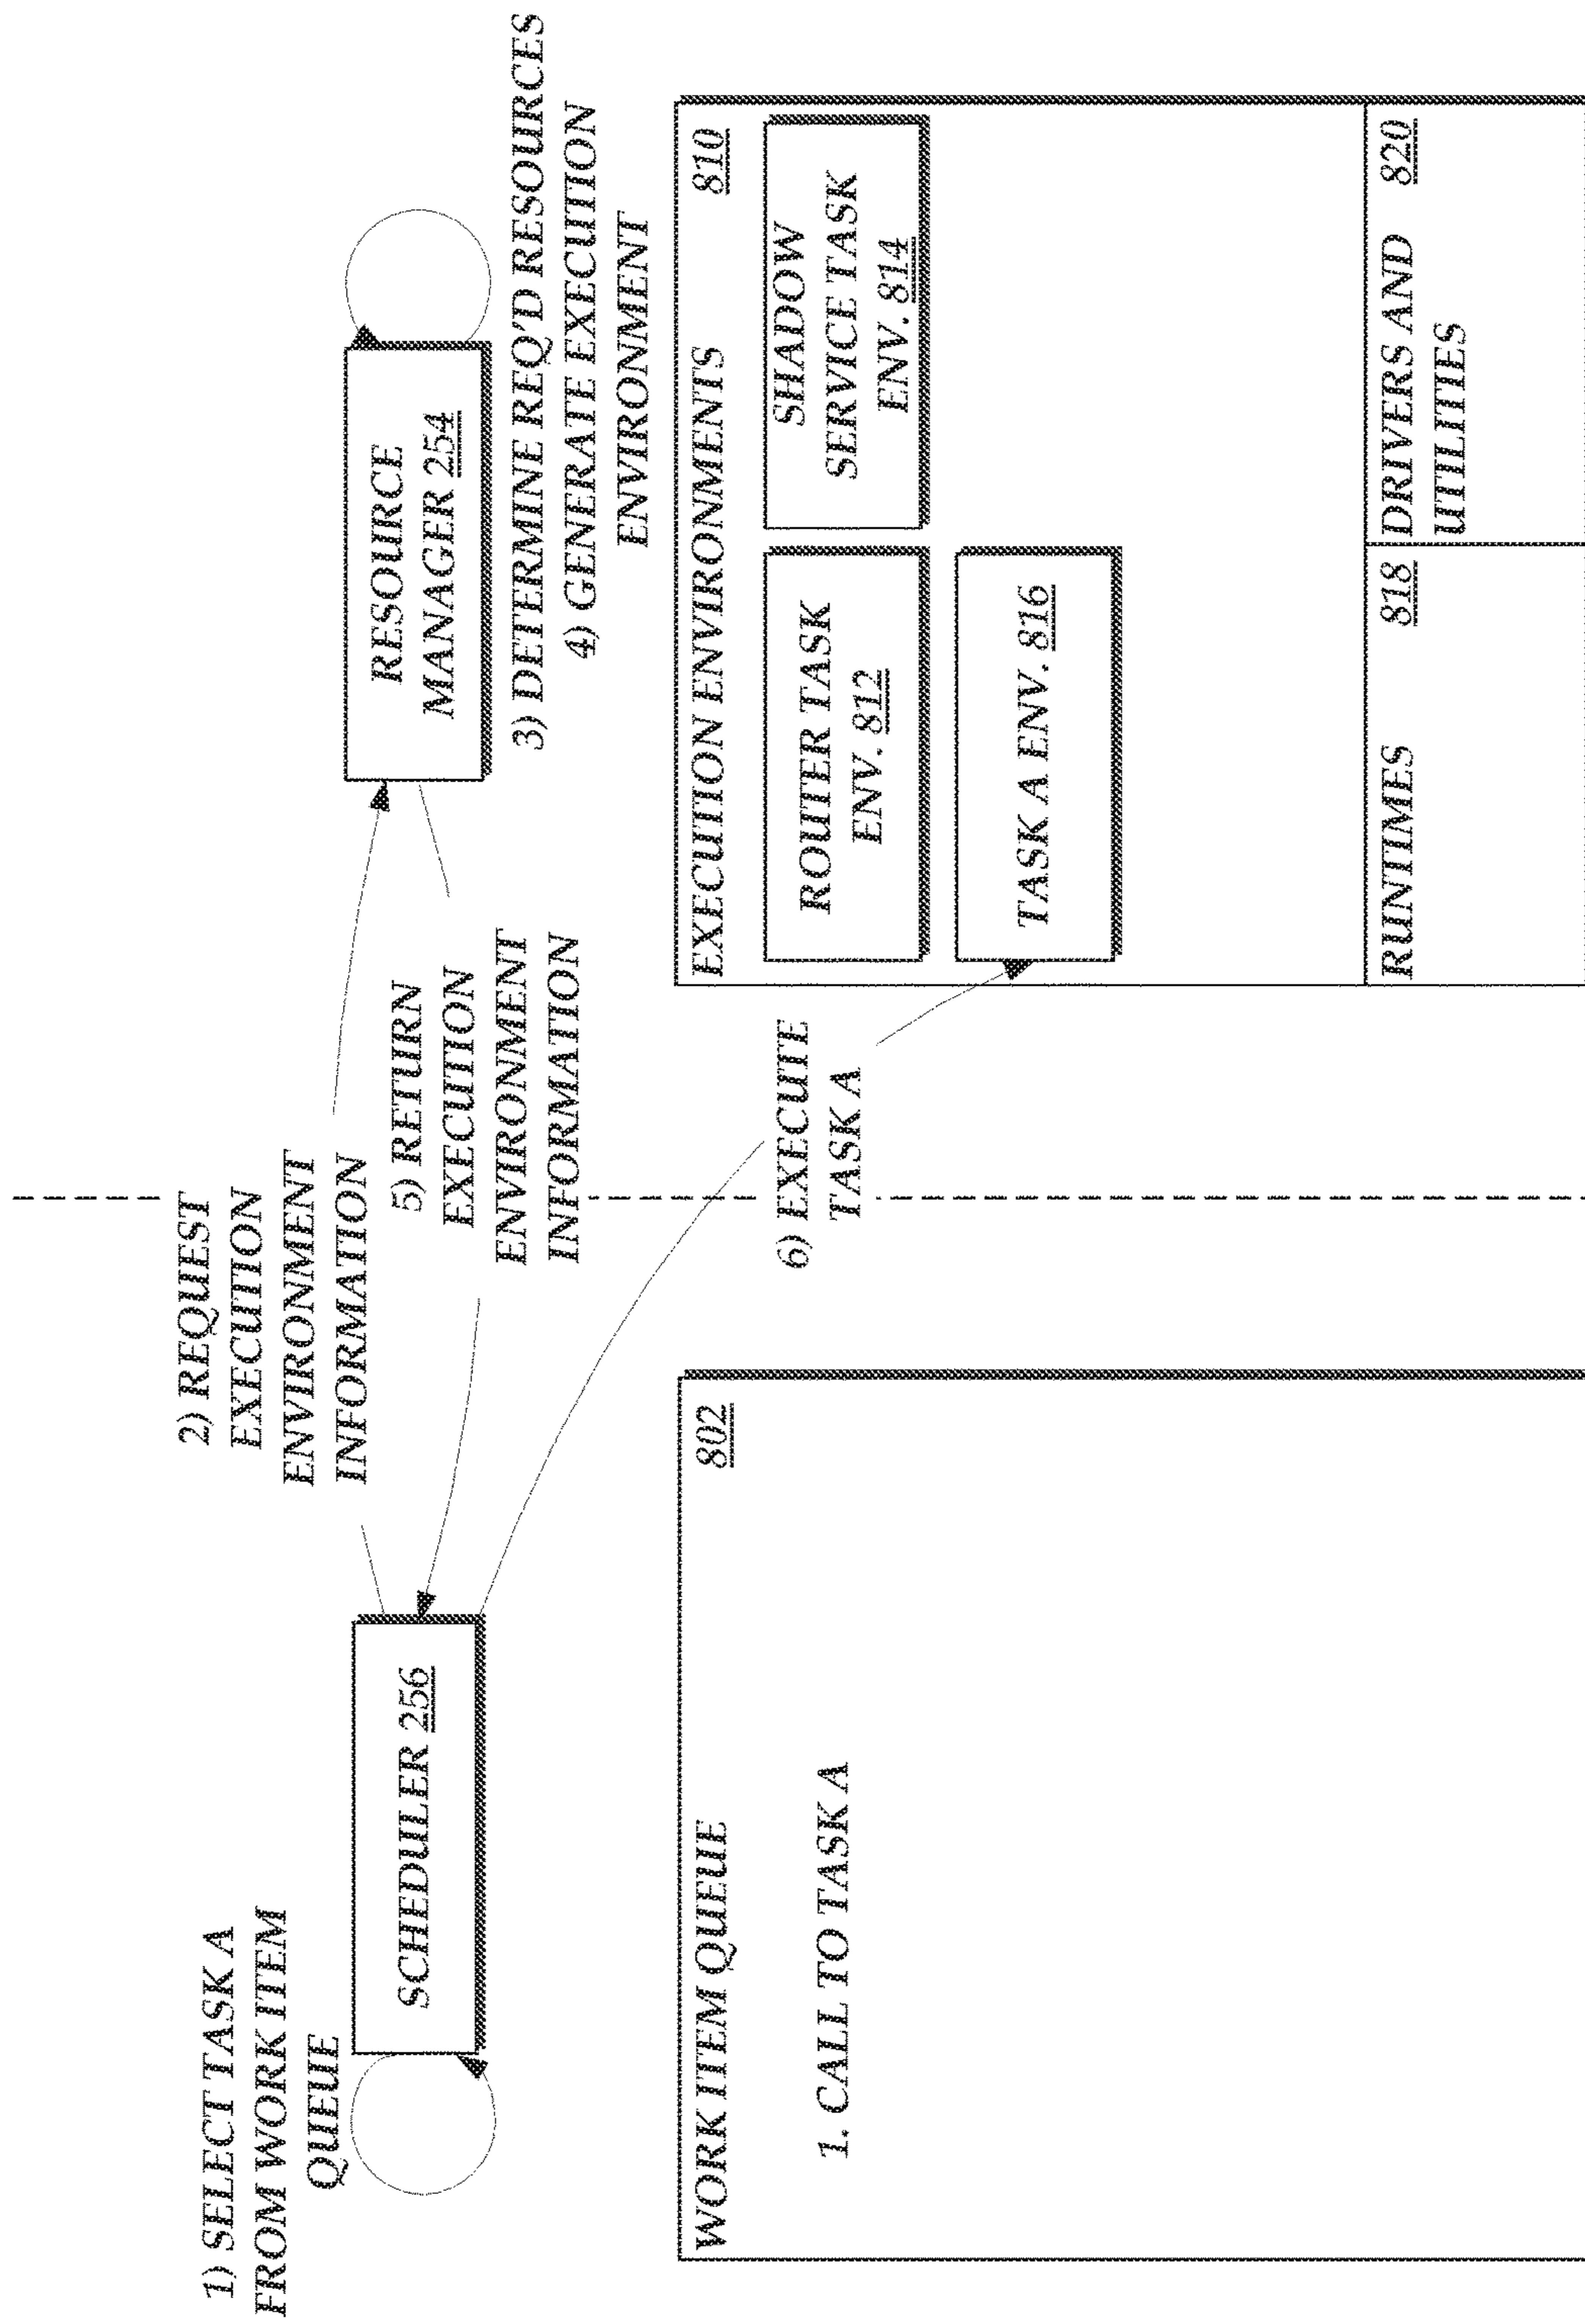 1) SELECT TASK A
FROM WORK ITEM
QUEUE
SCHEDULER 256
2) REQUEST
EXECUTION
ENVIRONMENT
INFORMATION
5) RETURN
EXECUTION
ENVIRONMENT
INFORMATION
RESOURCE
MANAGER 254
3) DETERMINE REQ'D RESOURCES
4) GENERATE EXECUTION
ENVIRONMENT
6) EXECUTE
TASK A
WORK ITEM QUEUE 802
1. CALL TO TASK A
EXECUTION ENVIRONMENTS 810
ROUTER TASK
ENV. 812
SHADOW
SERVICE TASK
ENV. 814
TASK A ENV. 816
RUNTIMES 818
DRIVERS AND 820
UTILITIES